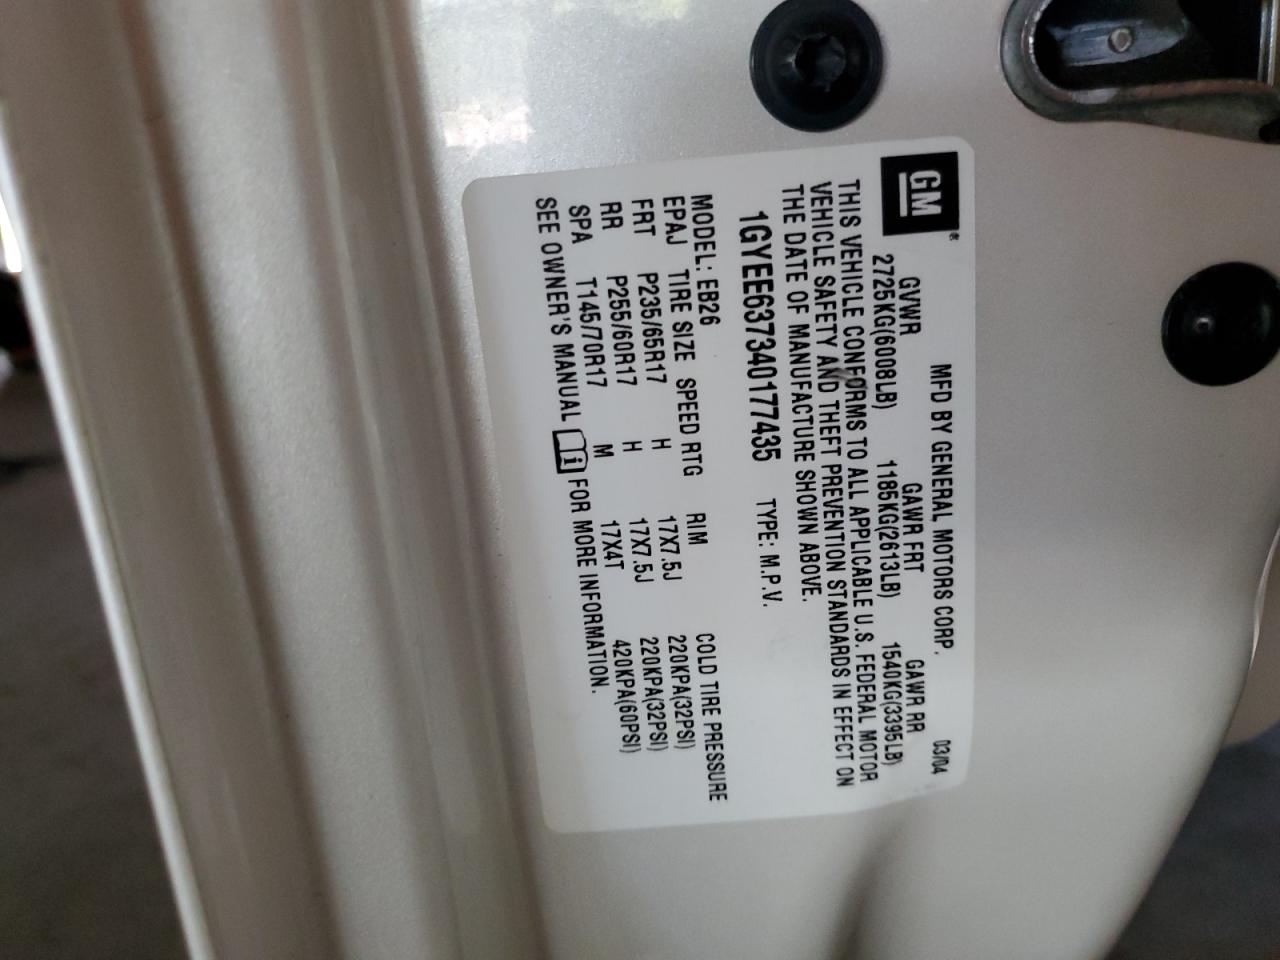 GM®
MFD BY GENERAL MOTORS CORP. 03/04
GVWR GAWR FRT GAWR RR
2725KG(6008LB) 1185KG(2613LB) 1540KG(3395LB)
THIS VEHICLE CONFORMS TO ALL APPLICABLE U.S. FEDERAL MOTOR
VEHICLE SAFETY AND THEFT PREVENTION STANDARDS IN EFFECT ON
THE DATE OF MANUFACTURE SHOWN ABOVE.
1GYEE637340177435 TYPE: M.P.V.
MODEL: EB26
EPAJ TIRE SIZE SPEED RTG RIM COLD TIRE PRESSURE
FRT P235/65R17 H 17X7.5J 220KPA(32PSI)
RR P255/60R17 H 17X7.5J 220KPA(32PSI)
SPA T145/70R17 M 17X4T 420KPA(60PSI)
SEE OWNER'S MANUAL i FOR MORE INFORMATION.